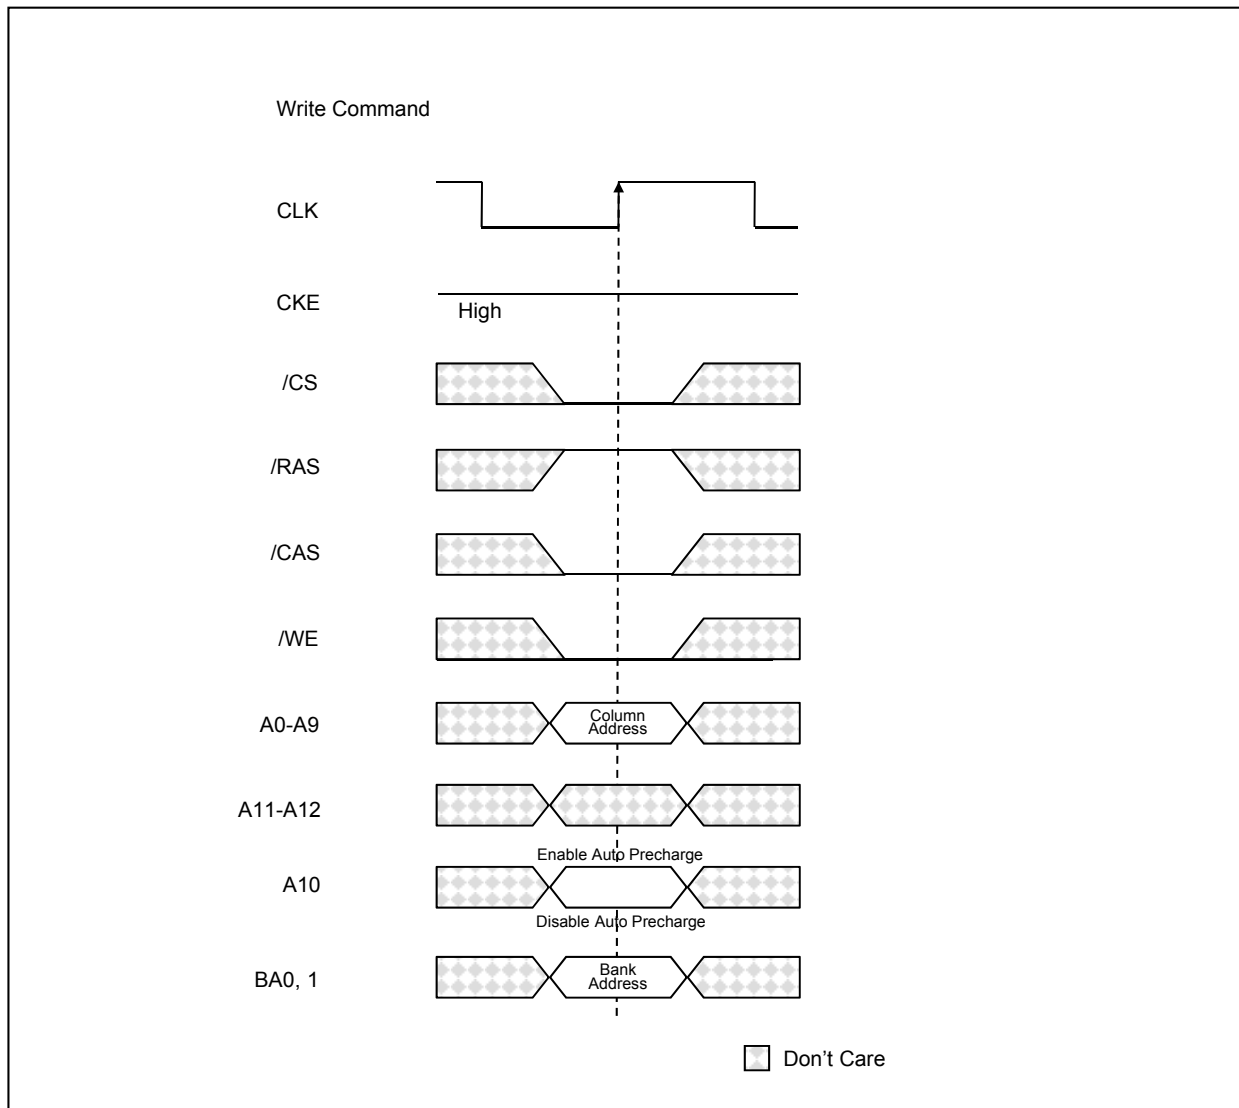 Write Command
CLK
CKE
High
/CS
/RAS
/CAS
/WE
A0-A9
Column
Address
A11-A12
Enable Auto Precharge
A10
Disable Auto Precharge
BA0, 1
Bank
Address
Don't Care